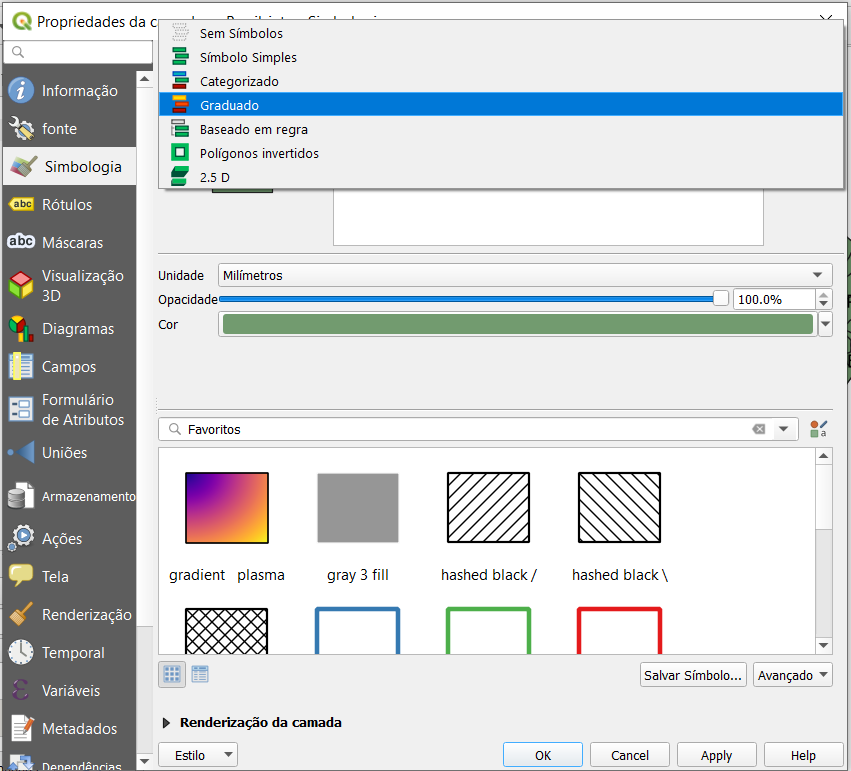 Propriedades da
Sem Símbolos
Símbolo Simples
Categorizado
Graduado
Baseado em regra
Polígonos invertidos
2.5 D
Informação
fonte
Simbologia
abc Rótulos
abc Máscaras
Visualização
3D
Diagramas
Campos
Formulário
de Atributos
Uniões
Armazenamento
Ações
Tela
Renderização
Temporal
Variáveis
Metadados
Dependências
Unidade Milímetros
Opacidade 100.0%
Cor
Favoritos
gradient plasma gray 3 fill hashed black / hashed black \
Salvar Símbolo... Avançado
Renderização da camada
Estilo OK Cancel Apply Help